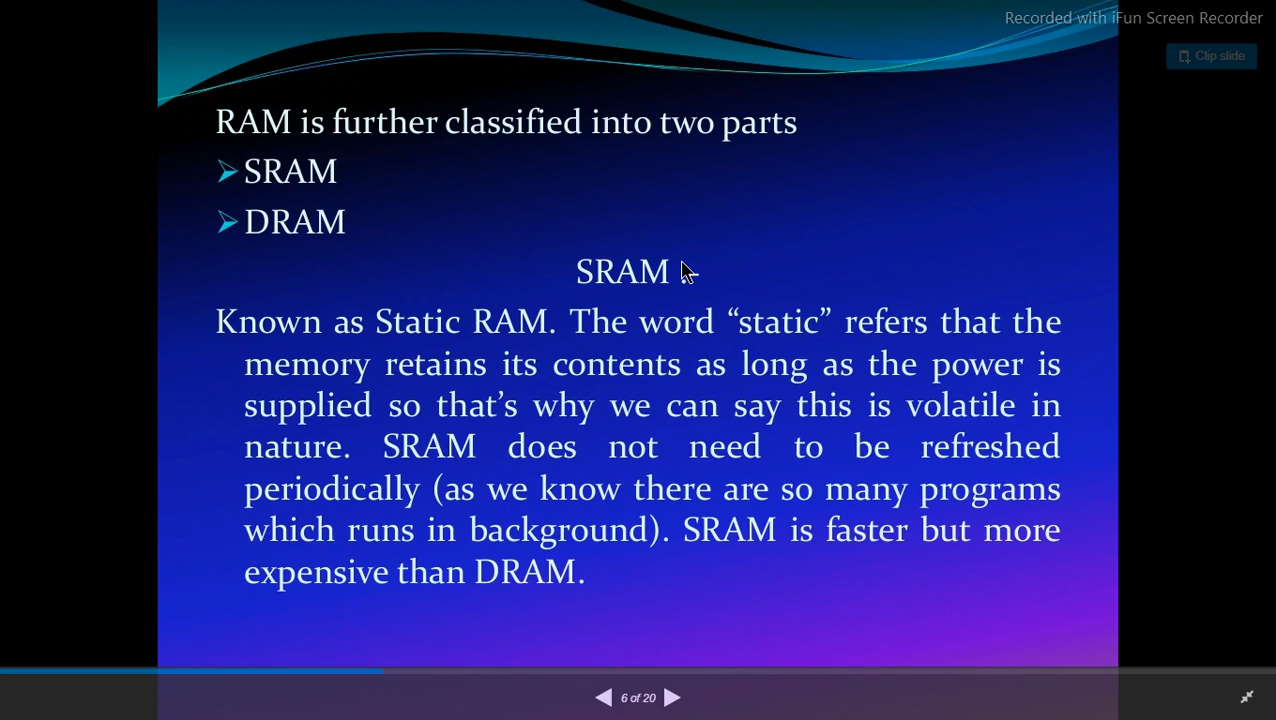 Recorded with iFun Screen Recorder
Clip slide
RAM is further classified into two parts
SRAM
DRAM
SRAM :-
Known as Static RAM. The word “static” refers that the
memory retains its contents as long as the power is
supplied so that’s why we can say this is volatile in
nature. SRAM does not need to be refreshed
periodically (as we know there are so many programs
which runs in background). SRAM is faster but more
expensive than DRAM.
6 of 20